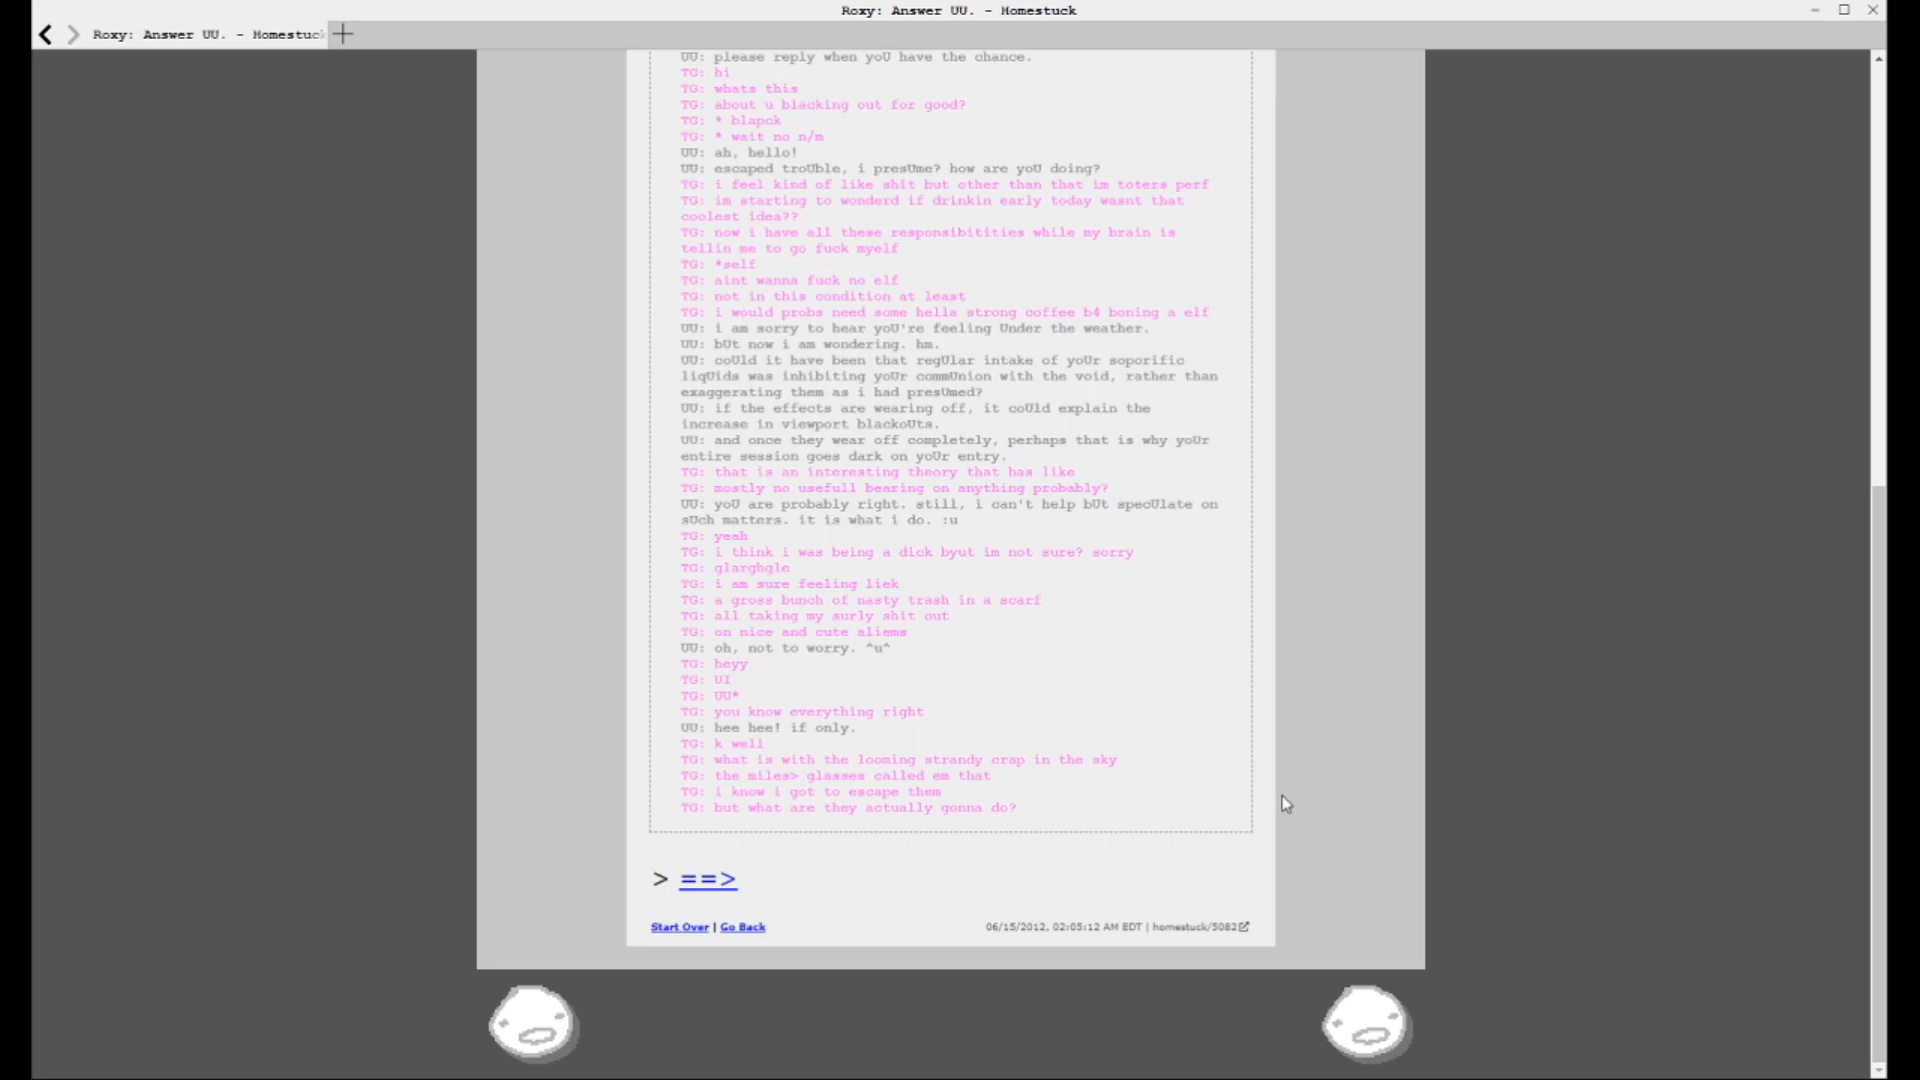 Roxy: Answer UU. - Homestuck
Roxy: Answer UU. - Homestuck
UU: please reply when yoU have the chance.
TG: hi
TG: whats this
TG: about u blacking out for good?
TG: * blapck
TG: * wait no n/m
UU: ah, hello!
UU: escaped troUble, i presUme? how are yoU doing?
TG: i feel kind of like shit but other than that im toters perf
TG: im starting to wonderd if drinkin early today wasnt that
coolest idea??
TG: now i have all these responsibitities while my brain is
tellin me to go fuck myelf
TG: *self
TG: aint wanna fuck no elf
TG: not in this condition at least
TG: i would probs need some hella strong coffee b4 boning a elf
UU: i am sorry to hear yoU're feeling Under the weather.
UU: bUt now i am wondering. hm.
UU: coUld it have been that regUlar intake of yoUr soporific
liqUids was inhibiting yoUr commUnion with the void, rather than
exaggerating them as i had presUmed?
UU: if the effects are wearing off, it coUld explain the
increase in viewport blackoUts.
UU: and once they wear off completely, perhaps that is why yoUr
entire session goes dark on yoUr entry.
TG: that is an interesting theory that has like
TG: mostly no usefull bearing on anything probably?
UU: yoU are probably right. still, i can't help bUt specUlate on
sUch matters. it is what i do. :u
TG: yeah
TG: i think i was being a dick byut im not sure? sorry
TG: glarghgle
TG: i am sure feeling liek
TG: a gross bunch of nasty trash in a scarf
TG: all taking my surly shit out
TG: on nice and cute aliems
UU: oh, not to worry. ^u^
TG: heyy
TG: UI
TG: UU*
TG: you know everything right
UU: hee hee! if only.
TG: k well
TG: what is with the looming strandy crap in the sky
TG: the miles> glasses called em that
TG: i know i got to escape them
TG: but what are they actually gonna do?
> ==>
Start Over | Go Back 06/15/2012, 02:05:12 AM EDT | homestuck/5082